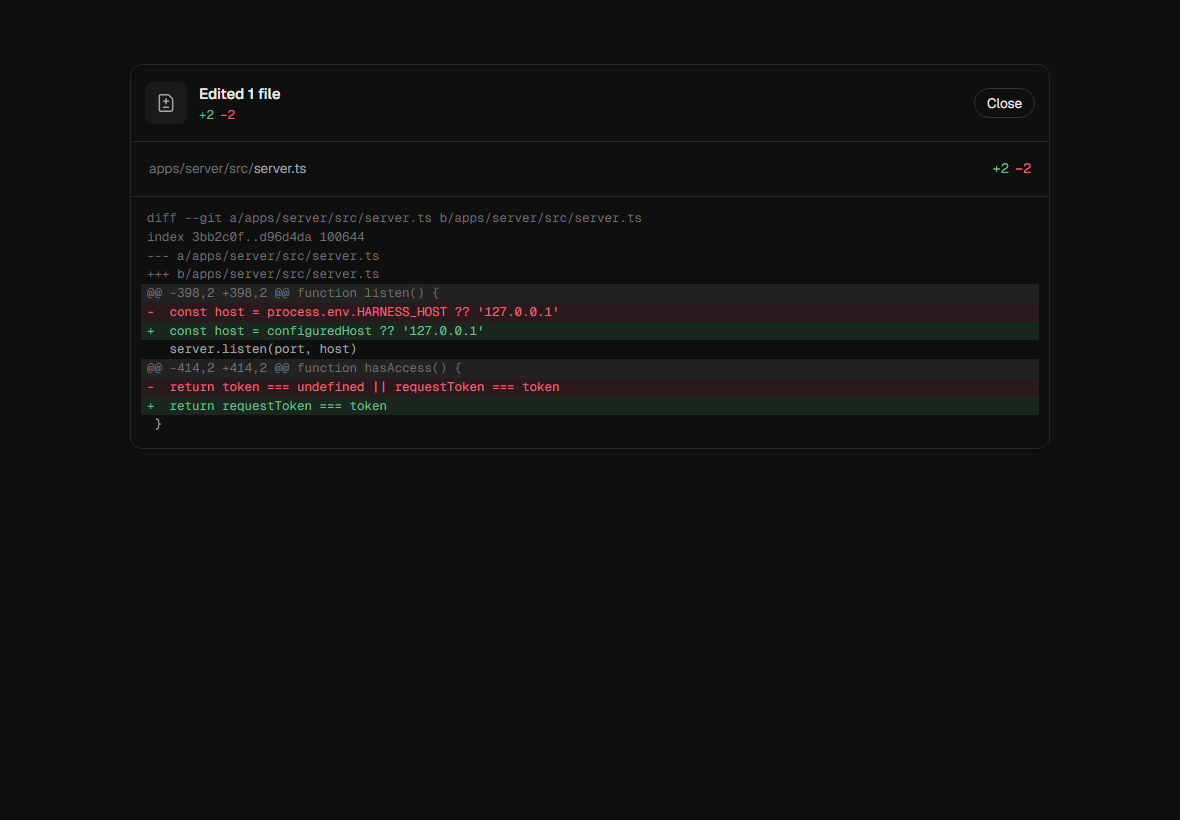 Edited 1 file
+2 −2
Close
apps/server/src/server.ts
+2 −2
diff --git a/apps/server/src/server.ts b/apps/server/src/server.ts
index 3bb2c0f..d96d4da 100644
--- a/apps/server/src/server.ts
+++ b/apps/server/src/server.ts
@@ -398,2 +398,2 @@ function listen() {
-  const host = process.env.HARNESS_HOST ?? '127.0.0.1'
+  const host = configuredHost ?? '127.0.0.1'
   server.listen(port, host)
@@ -414,2 +414,2 @@ function hasAccess() {
-  return token === undefined || requestToken === token
+  return requestToken === token
 }